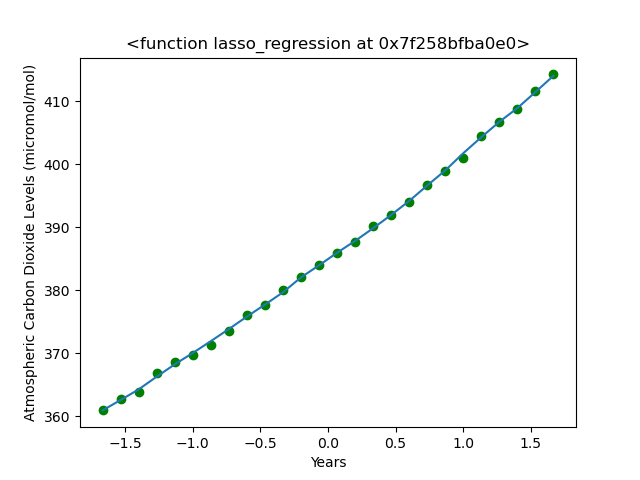 <function lasso_regression at 0x7f258bfba0e0>
Atmospheric Carbon Dioxide Levels (micromol/mol)
410
400
390
380
370
360
−1.5 −1.0 −0.5 0.0 0.5 1.0 1.5
Years